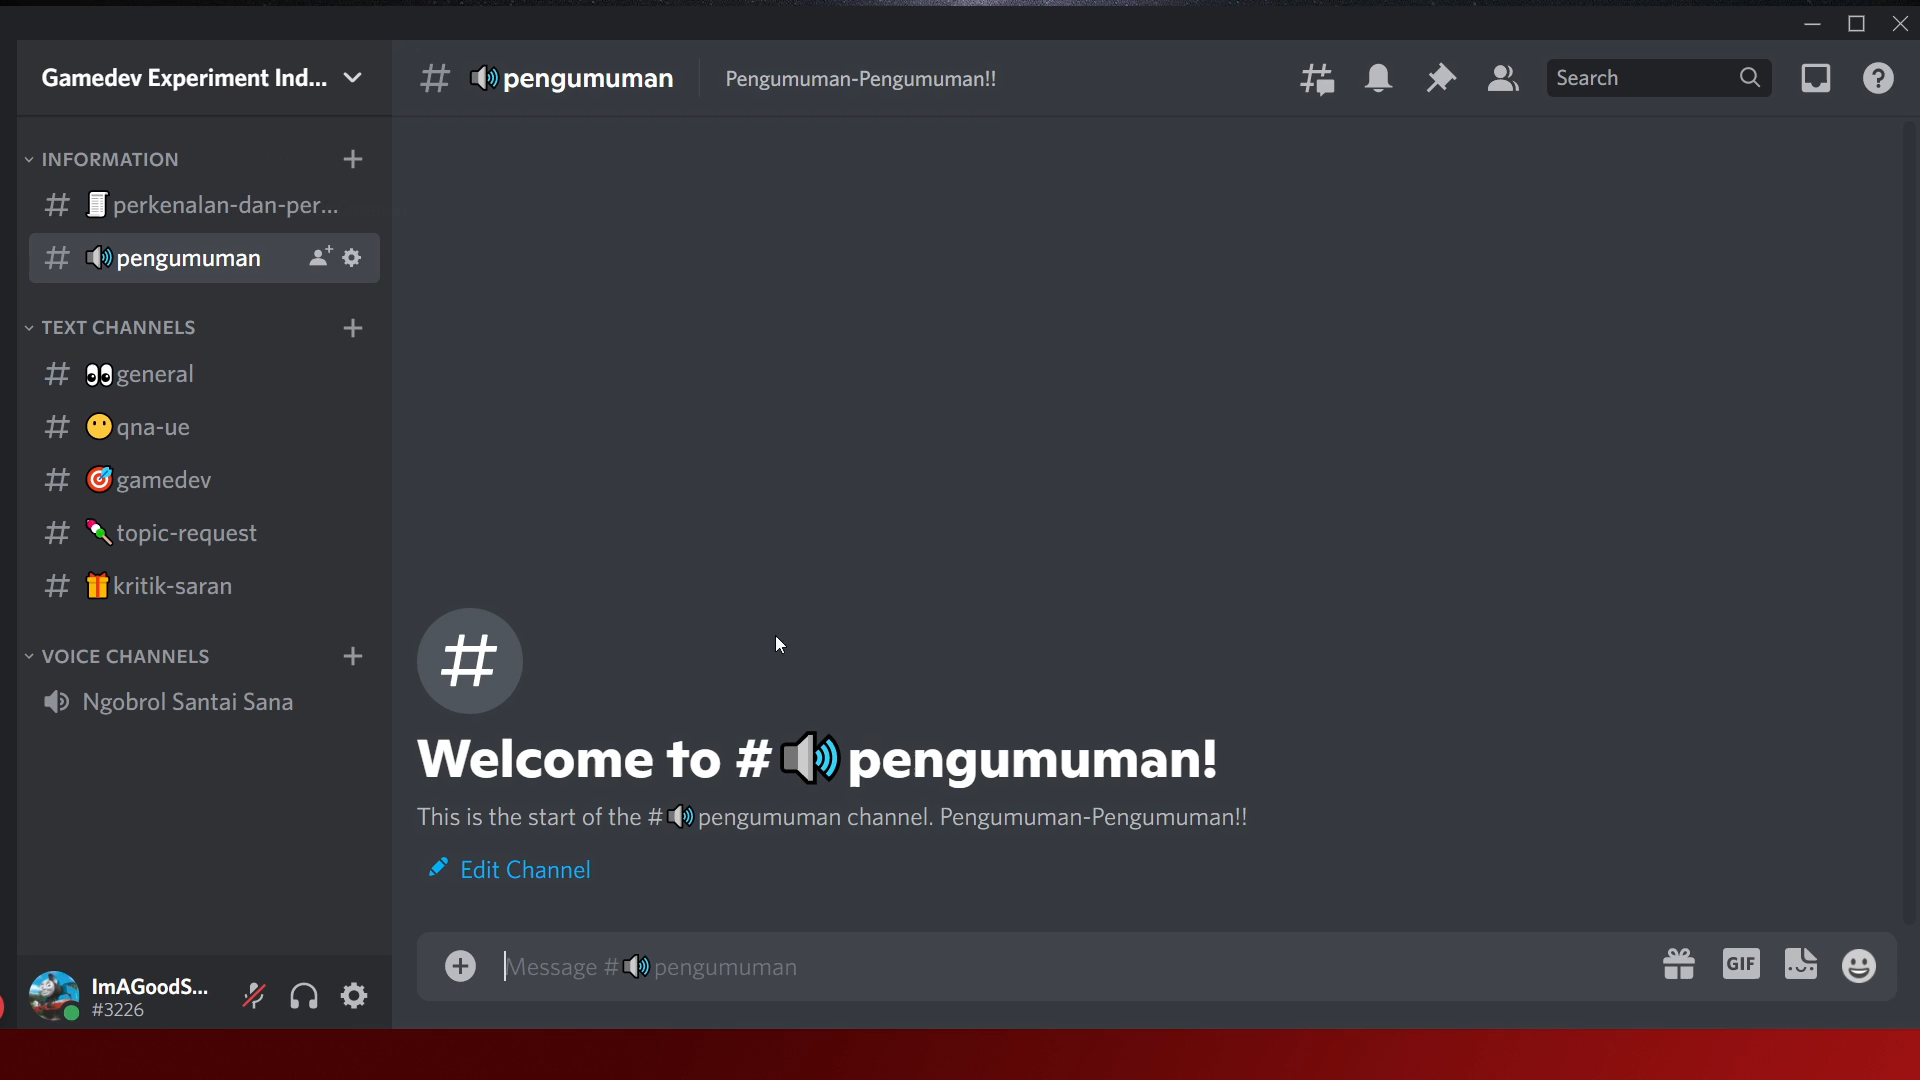 Gamedev Experiment Ind...
# 🔊pengumuman
Pengumuman-Pengumuman!!
Search
INFORMATION
# 📜perkenalan-dan-per...
# 🔊pengumuman
TEXT CHANNELS
# 👀general
# 😶qna-ue
# 🎯gamedev
# 🍡topic-request
# 🎁kritik-saran
VOICE CHANNELS
Ngobrol Santai Sana
#
Welcome to #🔊pengumuman!
This is the start of the #🔊pengumuman channel. Pengumuman-Pengumuman!!
Edit Channel
Message #🔊pengumuman
GIF
ImAGoodS...
#3226